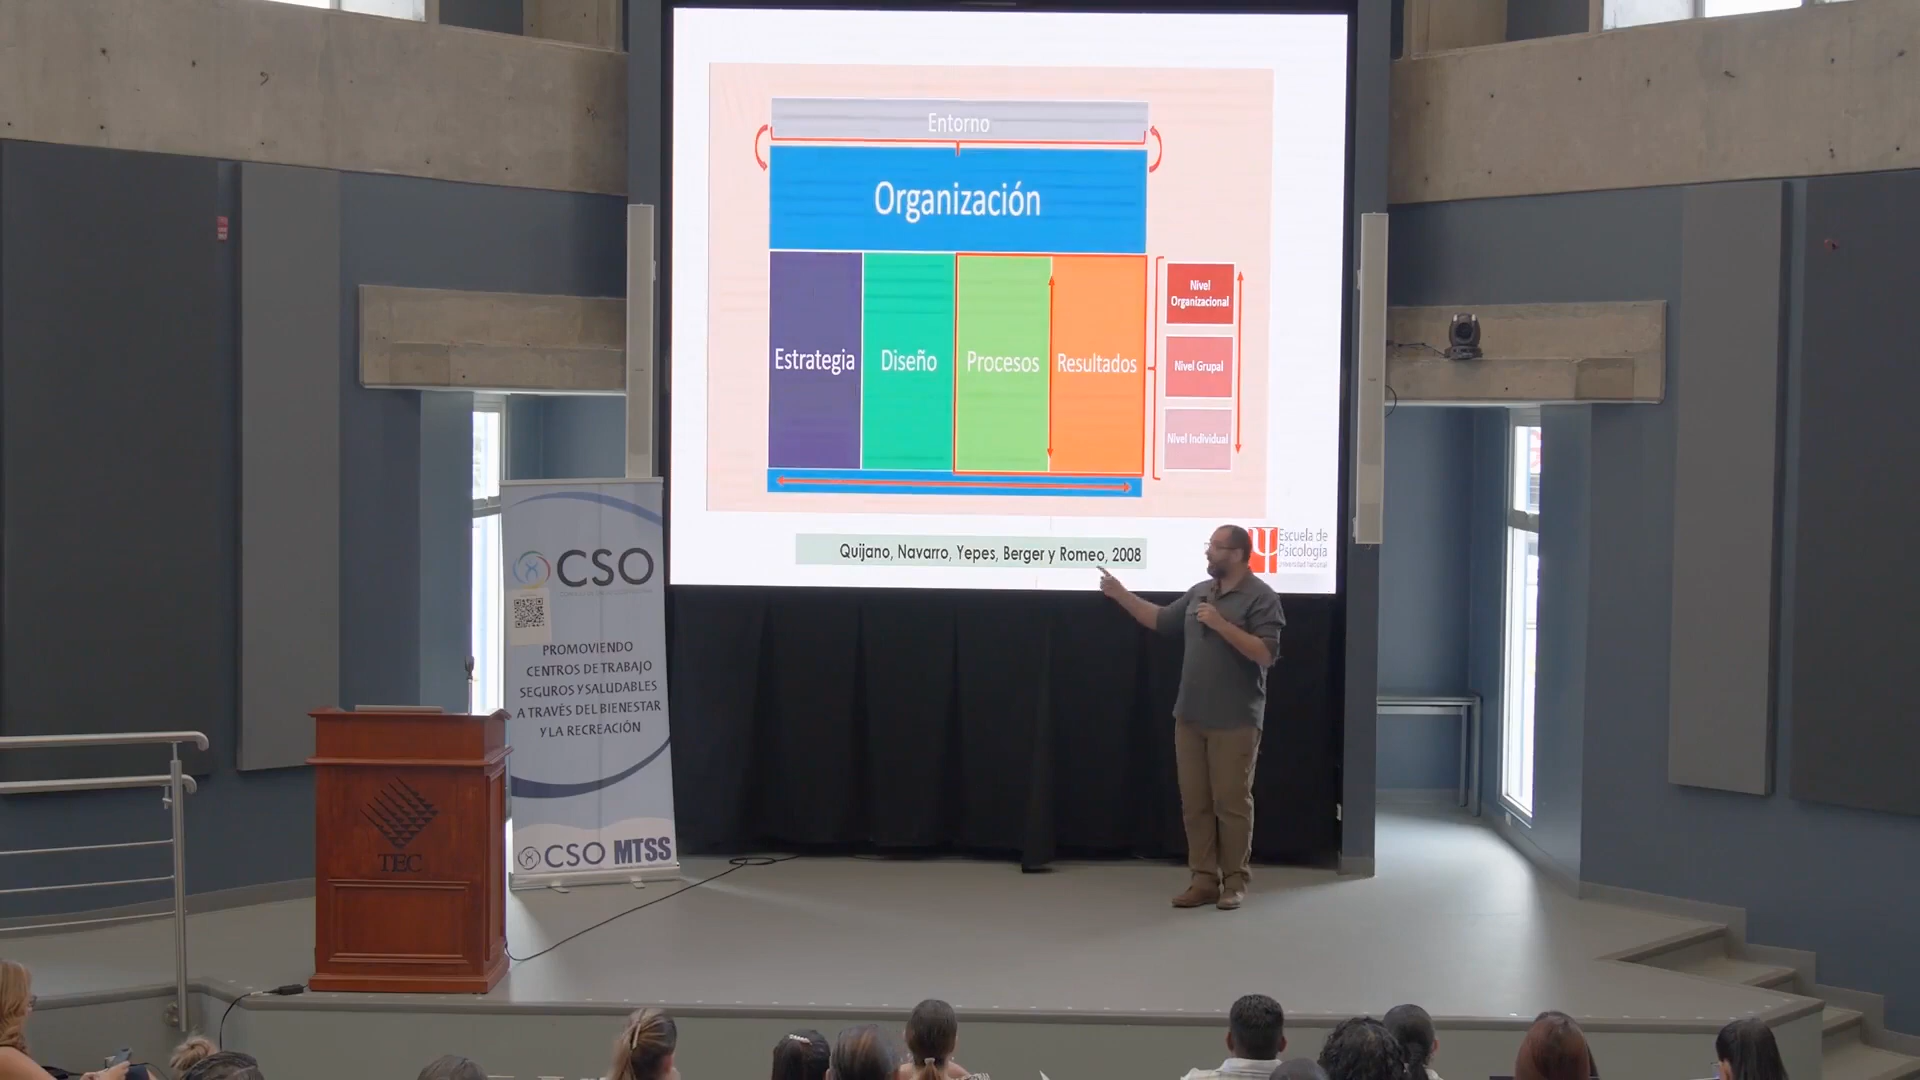 Entorno
Organización
Estrategia
Diseño
Procesos
Resultados
Nivel
Organizacional
Nivel Grupal
Nivel Individual
Quijano, Navarro, Yepes, Berger y Romeo, 2008
Escuela de
Psicología
CSO
PROMOVIENDO
CENTROS DE TRABAJO
SEGUROS Y SALUDABLES
A TRAVÉS DEL BIENESTAR
Y LA RECREACIÓN
CSO MTSS
TEC